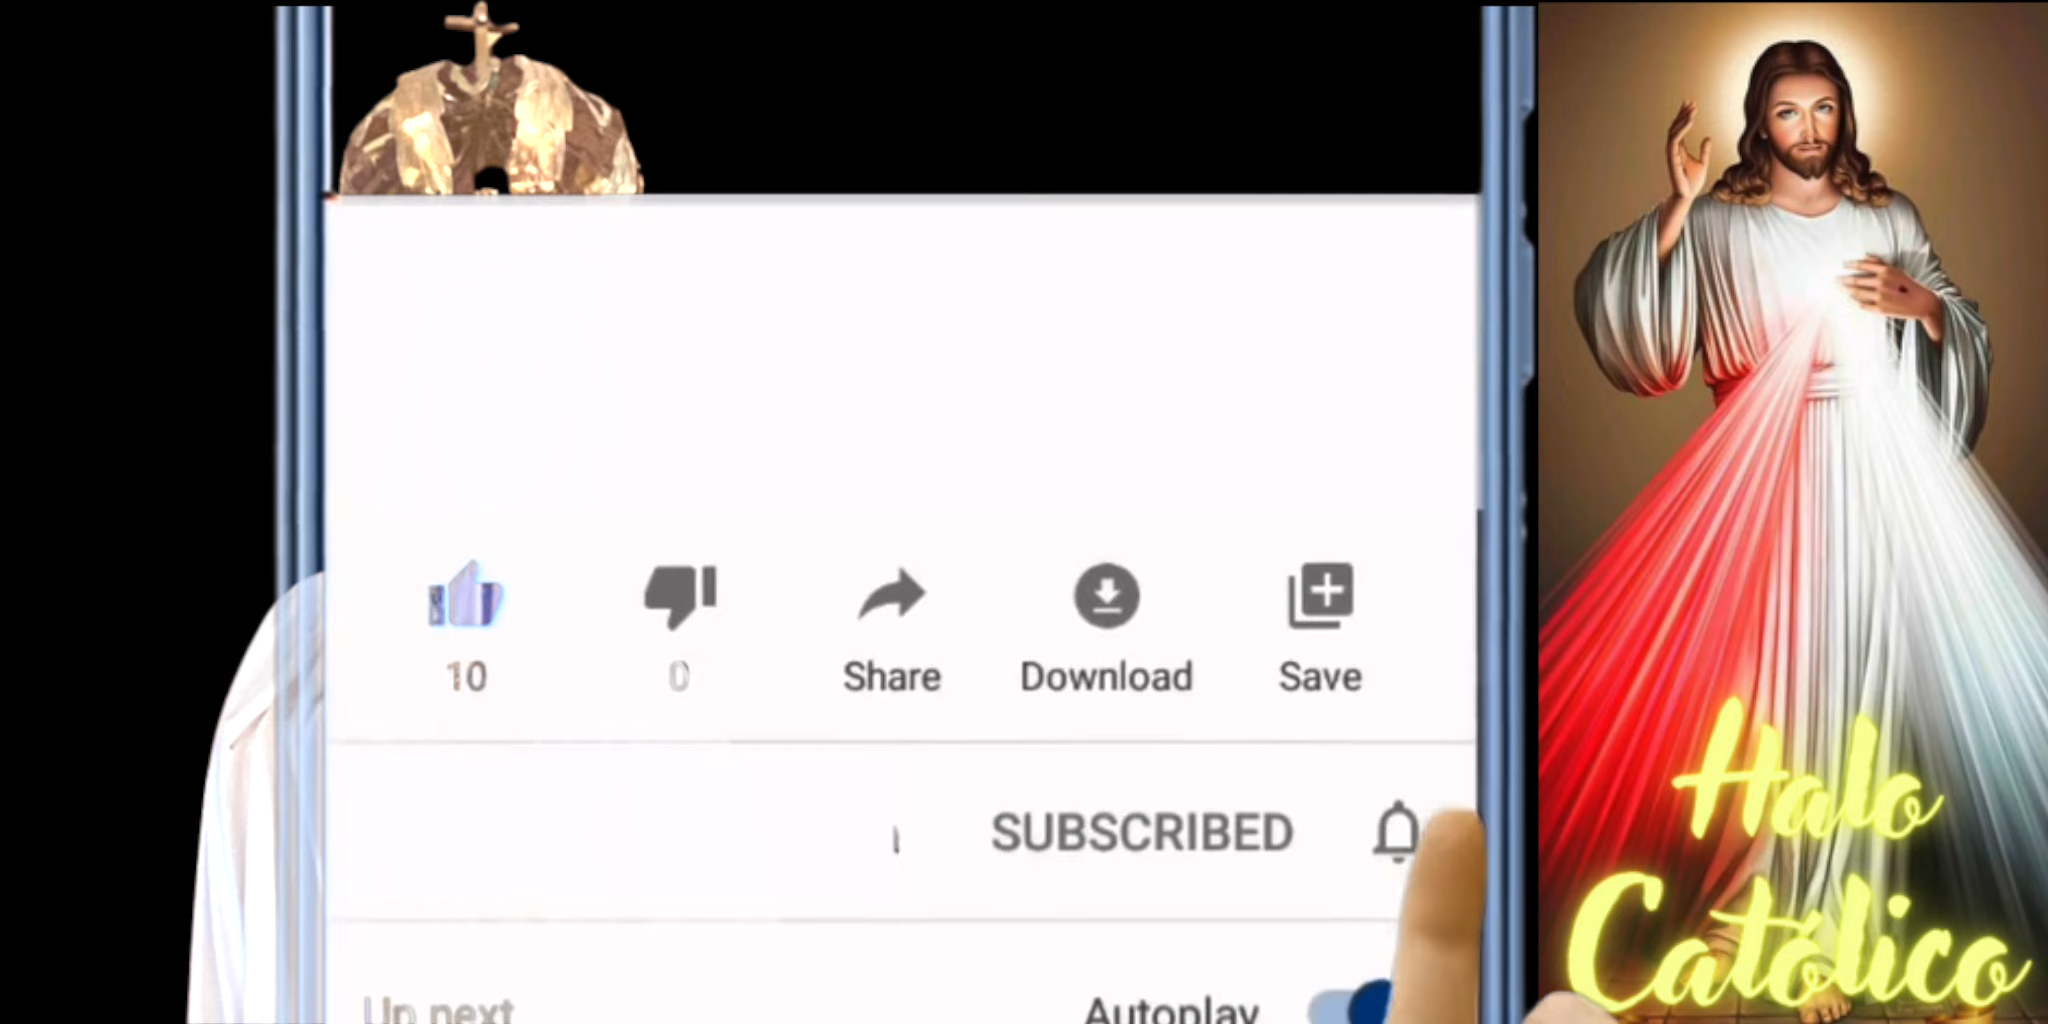 10
0
Share
Download
Save
SUBSCRIBED
Up next
Autoplay
Halo
Católico